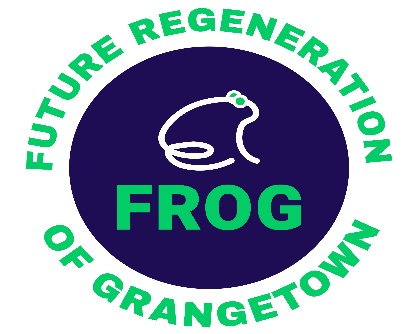 FUTURE REGENERATION
FROG
OF GRANGETOWN